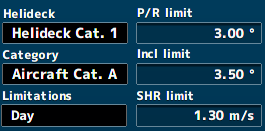 Helideck P/R limit
Helideck Cat. 1 3.00 °
Category Incl limit
Aircraft Cat. A 3.50 °
Limitations SHR limit
Day 1.30 m/s